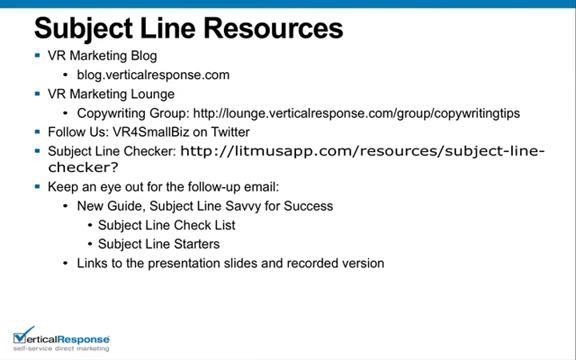 Subject Line Resources
VR Marketing Blog
blog.verticalresponse.com
VR Marketing Lounge
Copywriting Group: http://lounge.verticalresponse.com/group/copywritingtips
Follow Us: VR4SmallBiz on Twitter
Subject Line Checker: http://litmusapp.com/resources/subject-line-
checker?
Keep an eye out for the follow-up email:
New Guide, Subject Line Savvy for Success
Subject Line Check List
Subject Line Starters
Links to the presentation slides and recorded version
VerticalResponse
self-service direct marketing